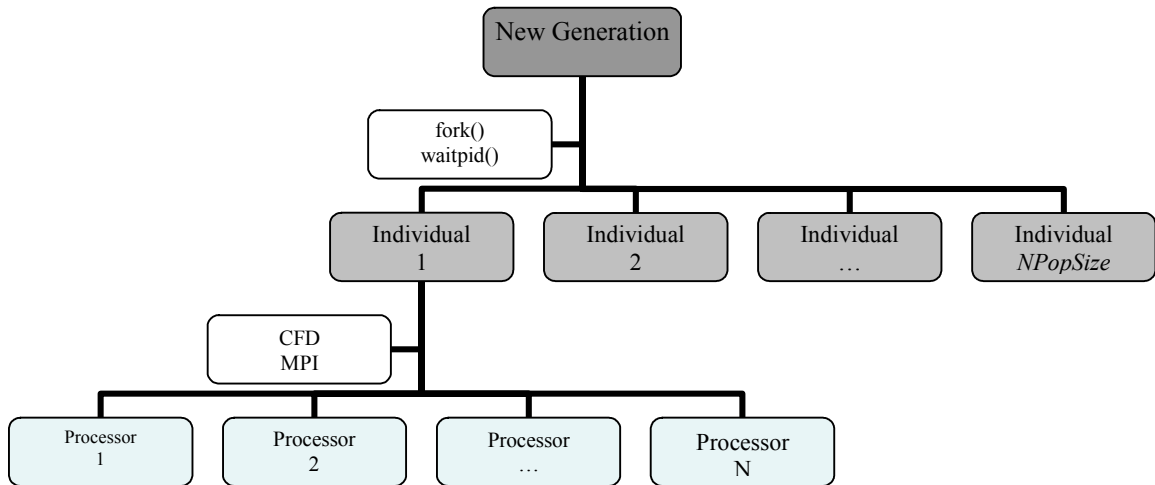 New Generation
fork()
waitpid()
Individual
1
Individual
2
Individual
…
Individual
NPopSize
CFD
MPI
Processor
1
Processor
2
Processor
…
Processor
N